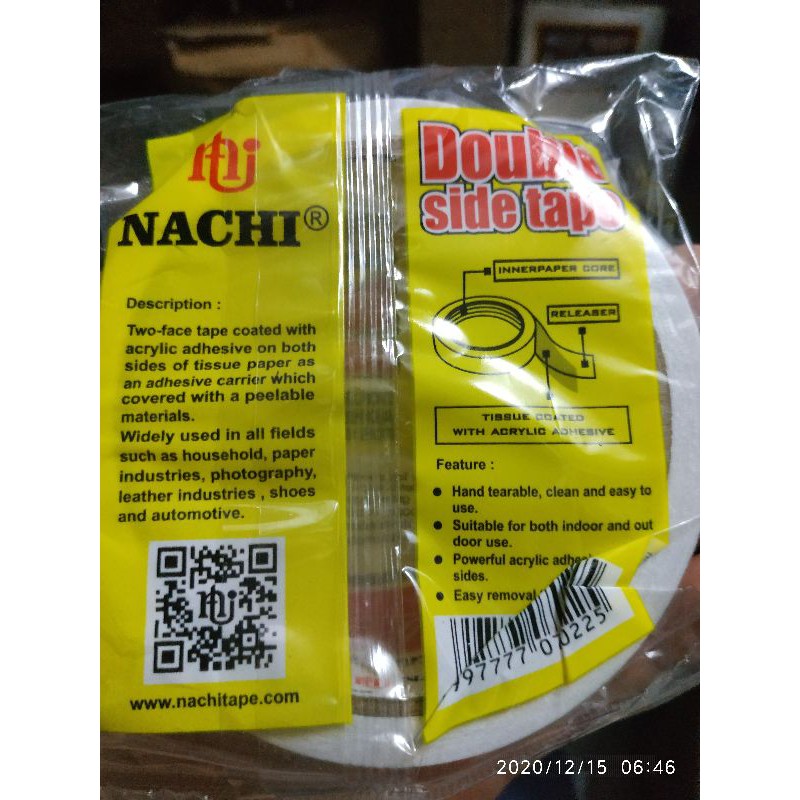 NACHI®
Description :
Two-face tape coated with
acrylic adhesive on both
sides of tissue paper as
an adhesive carrier which
covered with a peelable
materials.
Widely used in all fields
such as household, paper
industries, photography,
leather industries , shoes
and automotive.
www.nachitape.com
Double
side tape
INNERPAPER CORE
RELEASER
TISSUE COATED
WITH ACRYLIC ADHESIVE
Feature :
● Hand tearable, clean and easy to
use.
● Suitable for both indoor and out
door use.
● Powerful acrylic
sides.
● Easy removal
97777 00225
2020/12/15 06:46